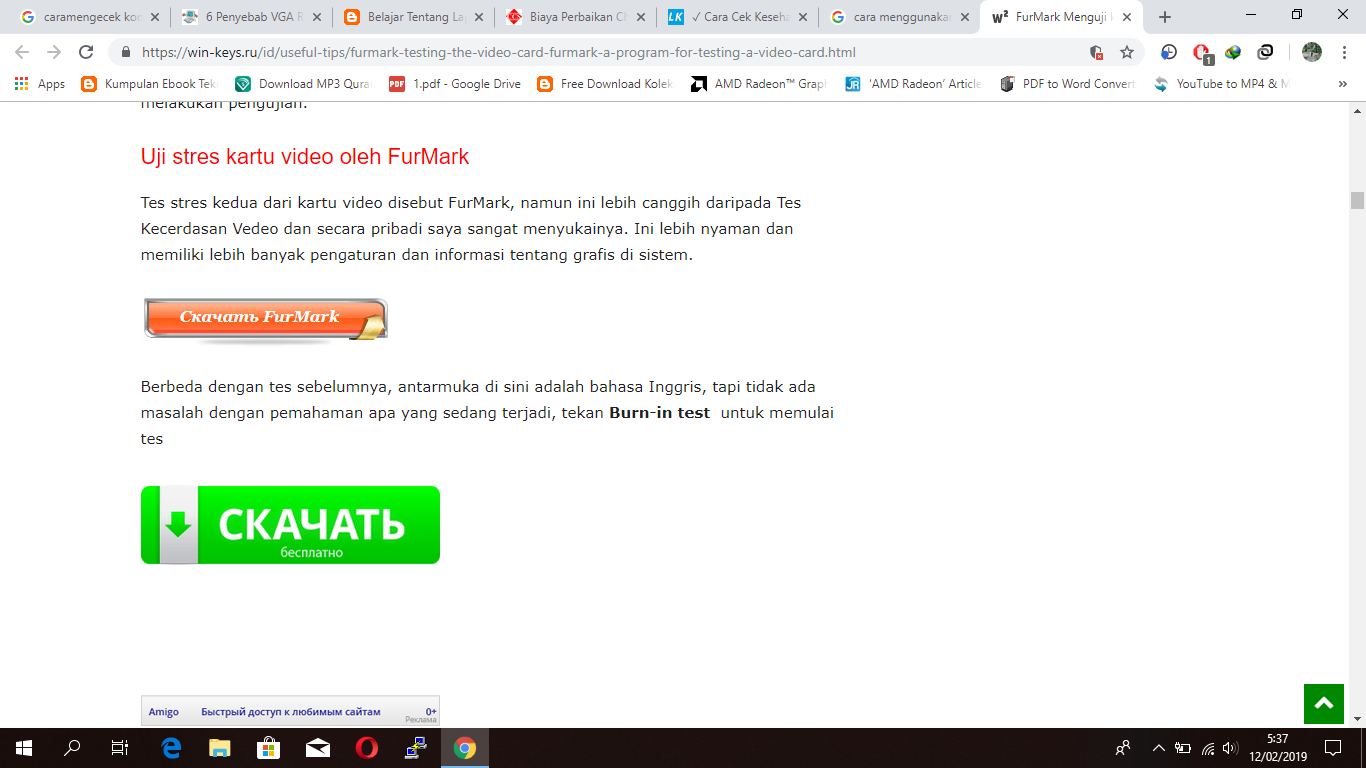 caramengecek kor
6 Penyebab VGA R
Belajar Tentang La
Biaya Perbaikan Ch
✓ Cara Cek Keseha
cara menggunakan
FurMark Menguji k
https://win-keys.ru/id/useful-tips/furmark-testing-the-video-card-furmark-a-program-for-testing-a-video-card.html
Apps
Kumpulan Ebook Tek
Download MP3 Qura
1.pdf - Google Drive
Free Download Kolek
AMD Radeon™ Grap
'AMD Radeon' Article
PDF to Word Convert
YouTube to MP4 & M
»
melakukan pengujian.
Uji stres kartu video oleh FurMark
Tes stres kedua dari kartu video disebut FurMark, namun ini lebih canggih daripada Tes
Kecerdasan Vedeo dan secara pribadi saya sangat menyukainya. Ini lebih nyaman dan
memiliki lebih banyak pengaturan dan informasi tentang grafis di sistem.
Скачать FurMark
Berbeda dengan tes sebelumnya, antarmuka di sini adalah bahasa Inggris, tapi tidak ada
masalah dengan pemahaman apa yang sedang terjadi, tekan Burn-in test untuk memulai
tes
СКАЧАТЬ
бесплатно
Amigo Быстрый доступ к любимым сайтам 0+
Реклама
5:37
12/02/2019